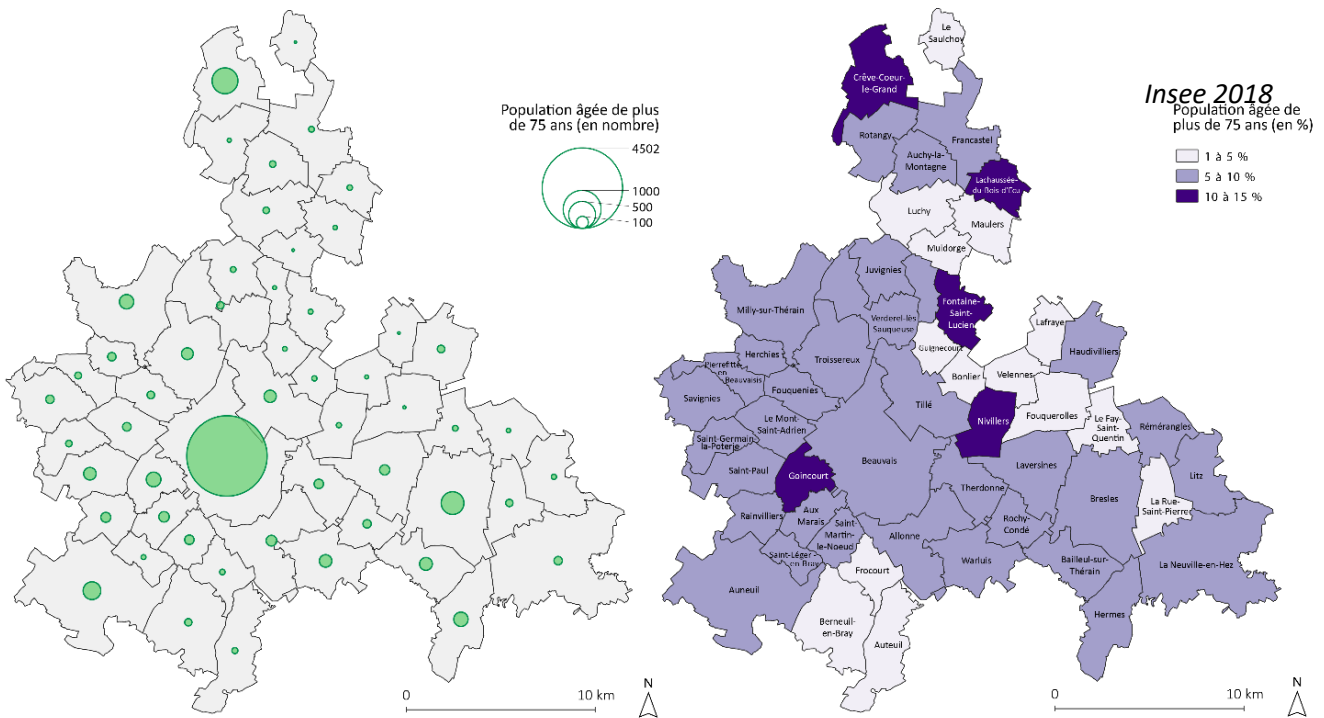 Population âgée de plus
de 75 ans (en nombre)
4502
1000
500
100
0
10 km
N
Insee 2018
Population âgée de
plus de 75 ans (en %)
1 à 5 %
5 à 10 %
10 à 15 %
Le
Saulchoy
Crêve-Coeur-
le-Grand
Rotangy
Francastel
Auchy-la-
Montagne
Lachaussée-
du Bois d'Ecu
Luchy
Maulers
Muidorge
Juvignies
Fontaine-
Saint-
Lucien
Milly-sur-Thérain
Verderel-lès
Sauqueuse
Guignecourt
Lafraye
Haudivilliers
Herchies
Troissereux
Pierrefitte
en
Beauvaisis
Bonlier
Velennes
Savignies
Fouquenies
Tillé
Nivillers
Fouquerolles
Le Fay-
Saint-
Quentin
Rémérangles
Le Mont
Saint-Adrien
Saint-Germain
la-Poterie
Saint-Paul
Goincourt
Beauvais
Laversines
Litz
Therdonne
Bresles
La Rue-
Saint-Pierre
Rainvilliers
Aux
Marais
Saint-
Martin-
le-Noeud
Rochy-
Condé
Allonne
Saint-Léger
en-Bray
Warluis
Bailleul-sur-
Thérain
La Neuville-en-Hez
Frocourt
Auneuil
Hermes
Berneuil-
en-Bray
Auteuil
0
10 km
N